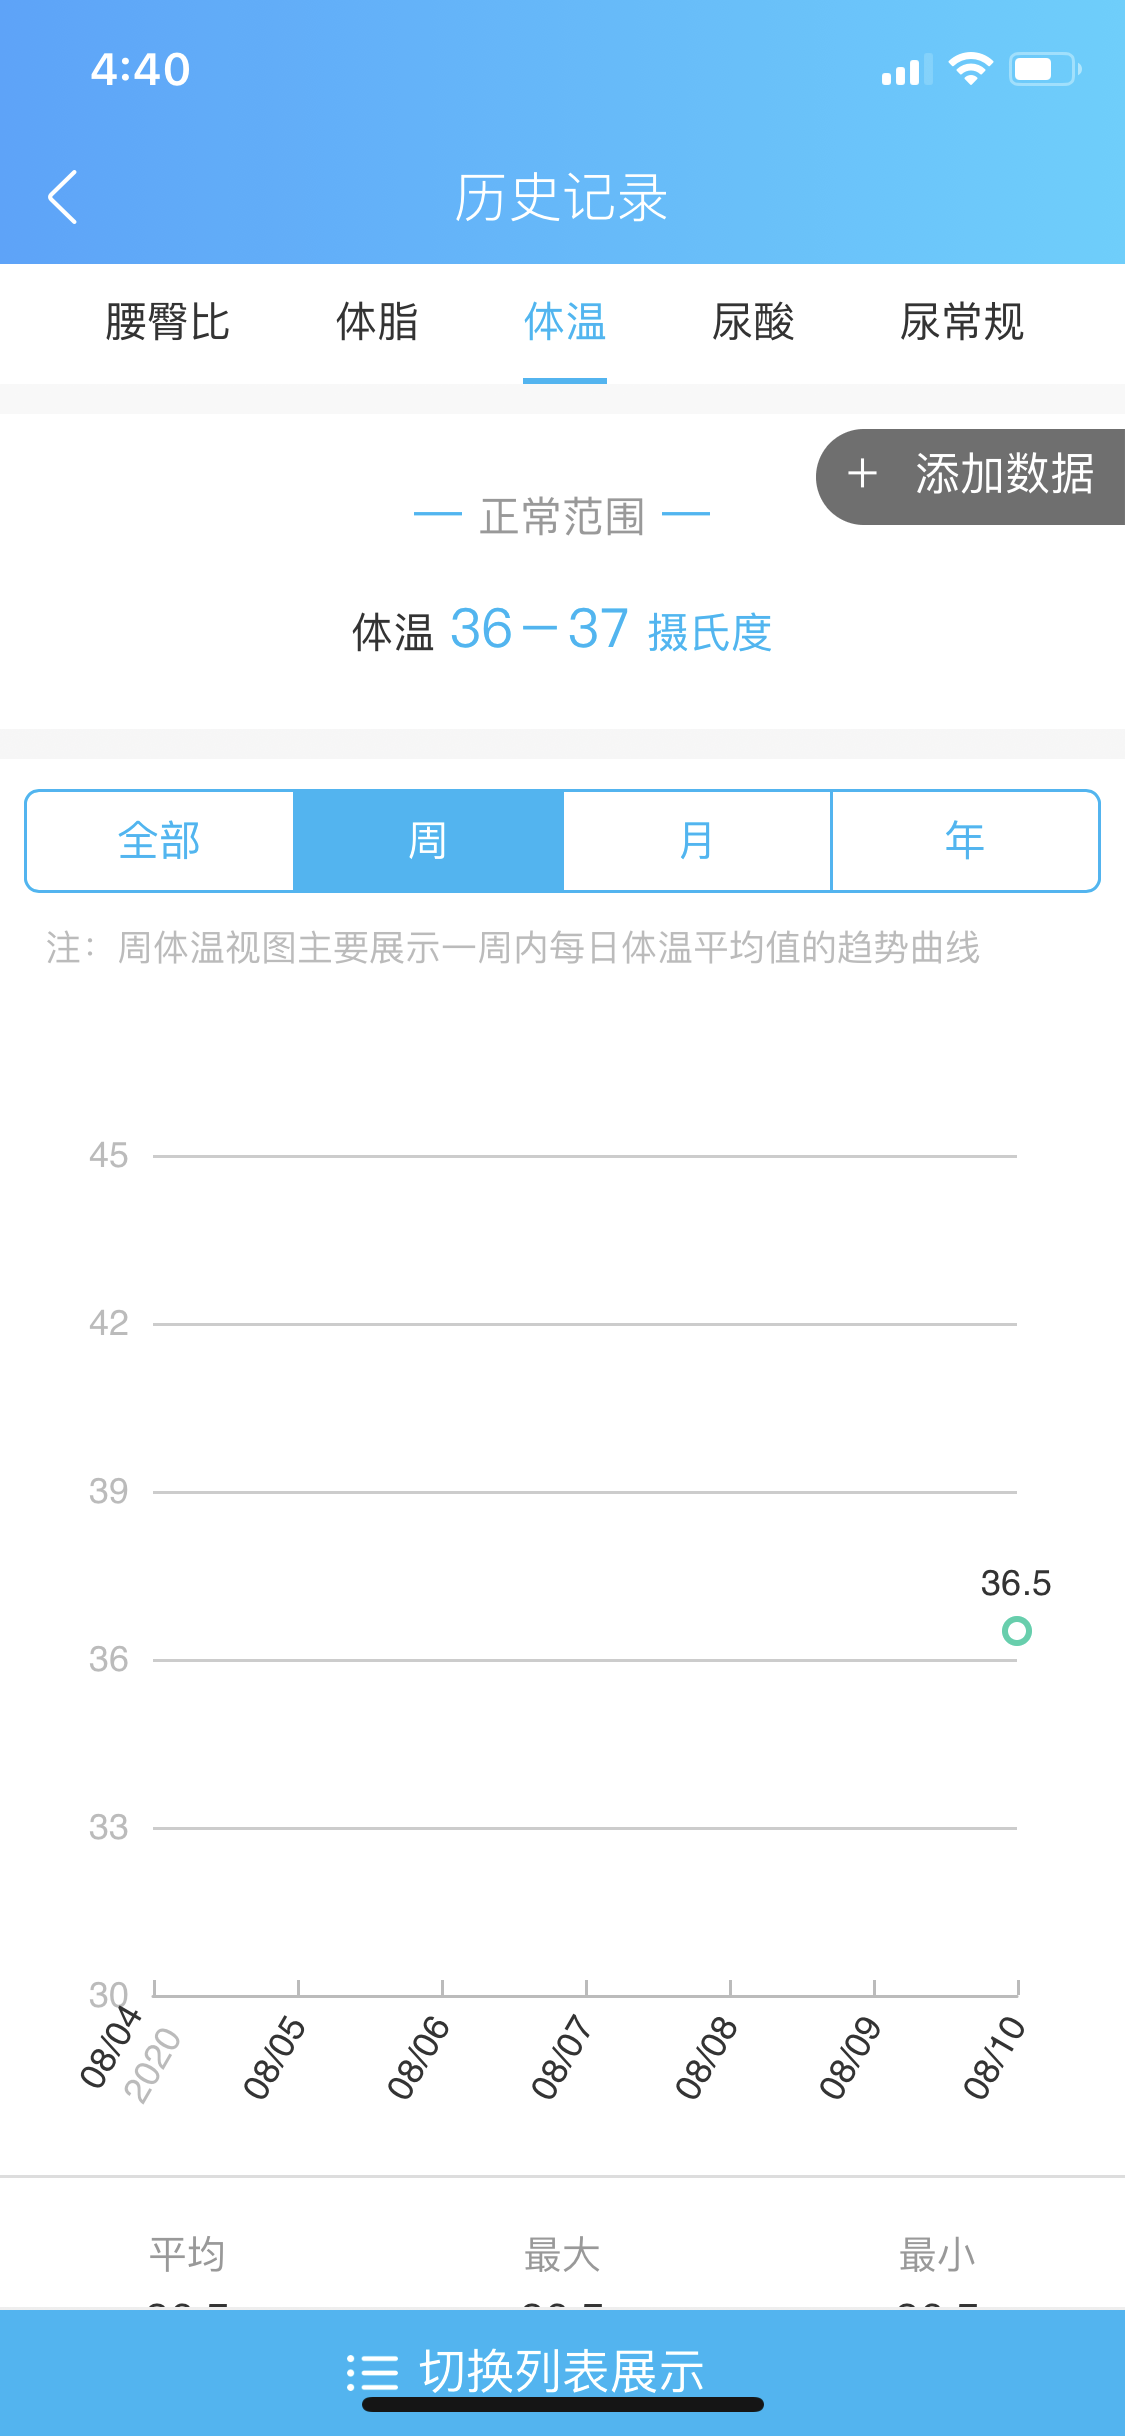 4:40
历史记录
腰臀比 体脂 体温 尿酸 尿常规
+ 添加数据
正常范围
体温 36－37 摄氏度
全部 周 月 年
注：周体温视图主要展示一周内每日体温平均值的趋势曲线
45
42
39
36.5
36
33
30
08/04 08/05 08/06 08/07 08/08 08/09 08/10
2020
平均 最大 最小
切换列表展示